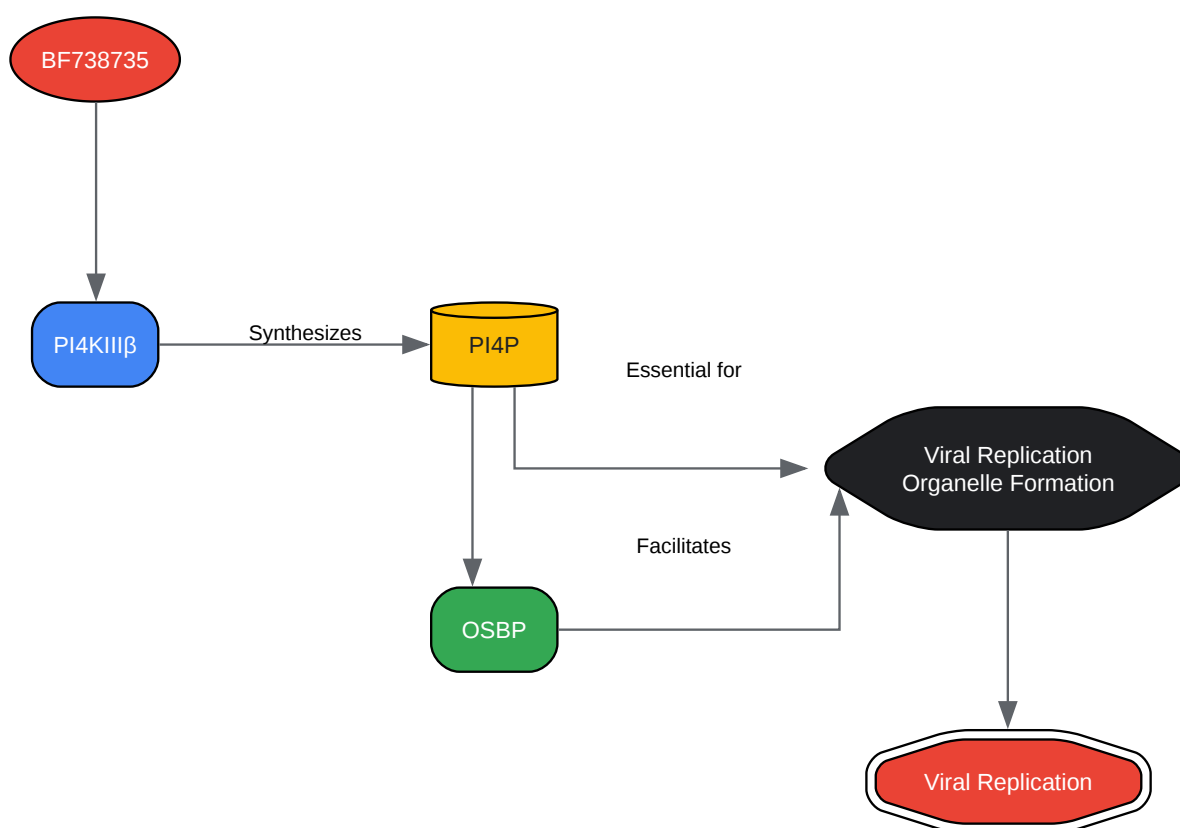 BF738735
PI4KIIIβ
Synthesizes
PI4P
Essential for
Viral Replication
Organelle Formation
Facilitates
OSBP
Viral Replication